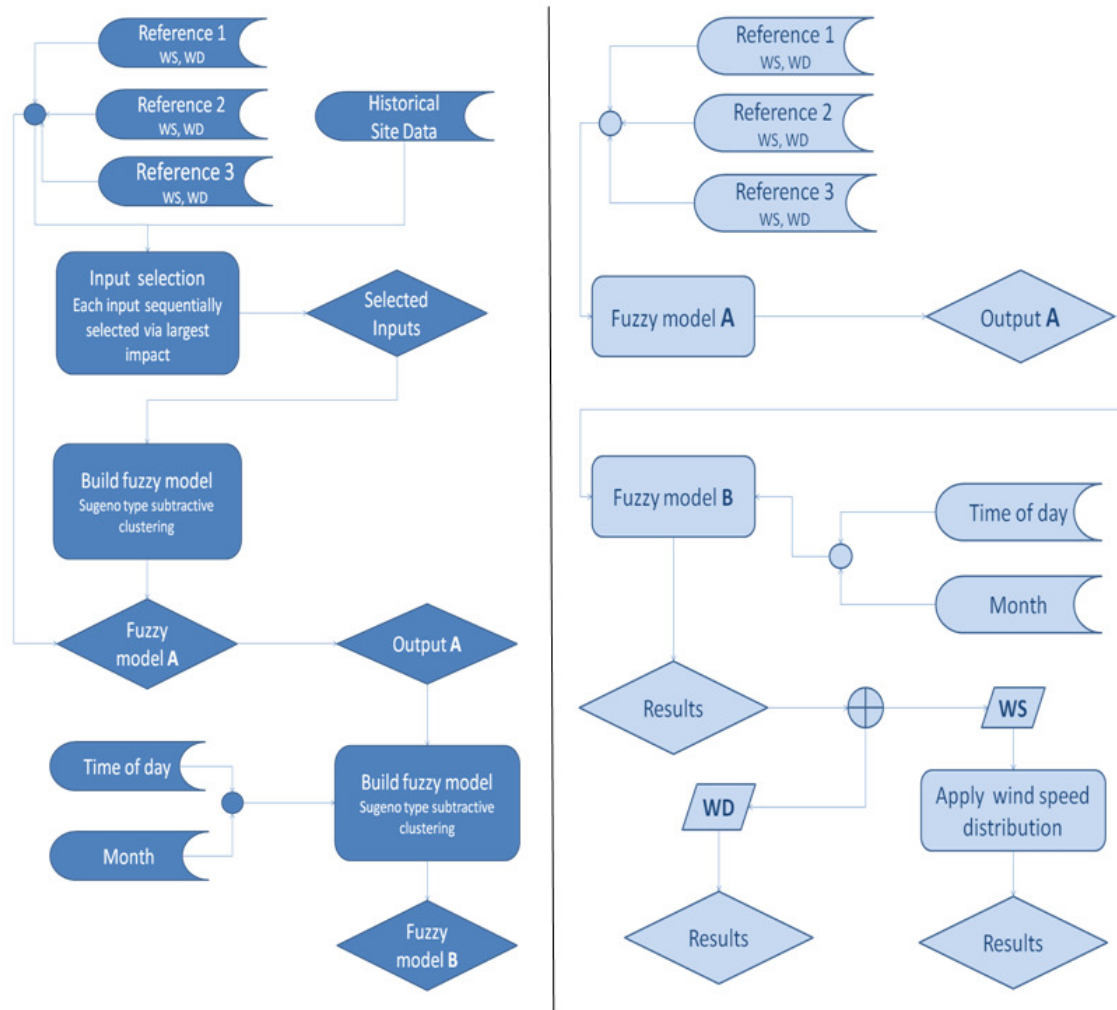 Reference 1
WS, WD
Reference 2
WS, WD
Reference 3
WS, WD
Historical
Site Data
Input selection
Each input sequentially
selected via largest
impact
Selected
Inputs
Build fuzzy model
Sugeno type subtractive
clustering
Fuzzy
model A
Output A
Time of day
Month
Build fuzzy model
Sugeno type subtractive
clustering
Fuzzy
model B
Reference 1
WS, WD
Reference 2
WS, WD
Reference 3
WS, WD
Fuzzy model A
Output A
Fuzzy model B
Time of day
Month
Results
WS
WD
Apply wind speed
distribution
Results
Results